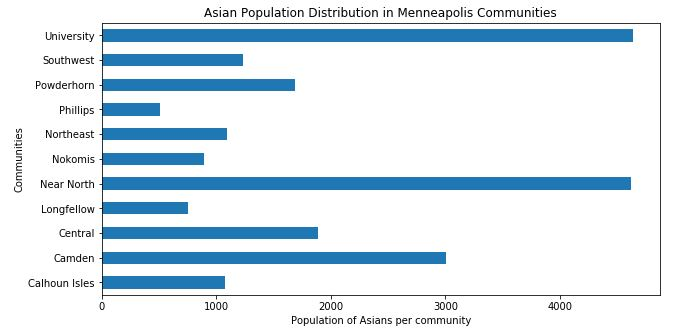 Asian Population Distribution in Menneapolis Communities
Communities
University
Southwest
Powderhorn
Phillips
Northeast
Nokomis
Near North
Longfellow
Central
Camden
Calhoun Isles
0 1000 2000 3000 4000
Population of Asians per community